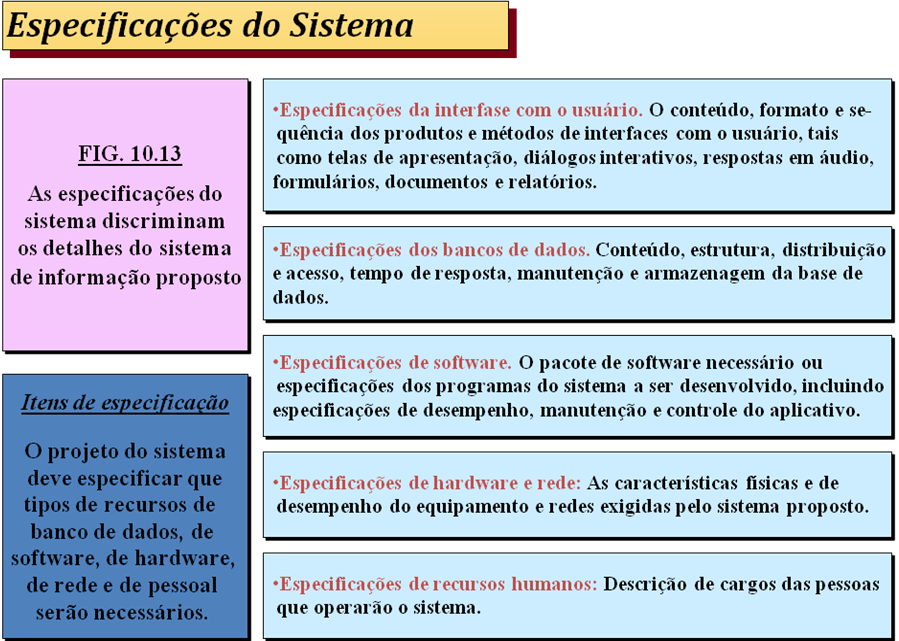 Especificações do Sistema
FIG. 10.13
As especificações do
sistema discriminam
os detalhes do sistema
de informação proposto
Itens de especificação
O projeto do sistema
deve especificar que
tipos de recursos de
banco de dados, de
software, de hardware,
de rede e de pessoal
serão necessários.
•Especificações da interfase com o usuário. O conteúdo, formato e se-
quência dos produtos e métodos de interfaces com o usuário, tais
como telas de apresentação, diálogos interativos, respostas em áudio,
formulários, documentos e relatórios.
•Especificações dos bancos de dados. Conteúdo, estrutura, distribuição
e acesso, tempo de resposta, manutenção e armazenagem da base de
dados.
•Especificações de software. O pacote de software necessário ou
especificações dos programas do sistema a ser desenvolvido, incluindo
especificações de desempenho, manutenção e controle do aplicativo.
•Especificações de hardware e rede: As características físicas e de
desempenho do equipamento e redes exigidas pelo sistema proposto.
•Especificações de recursos humanos: Descrição de cargos das pessoas
que operarão o sistema.